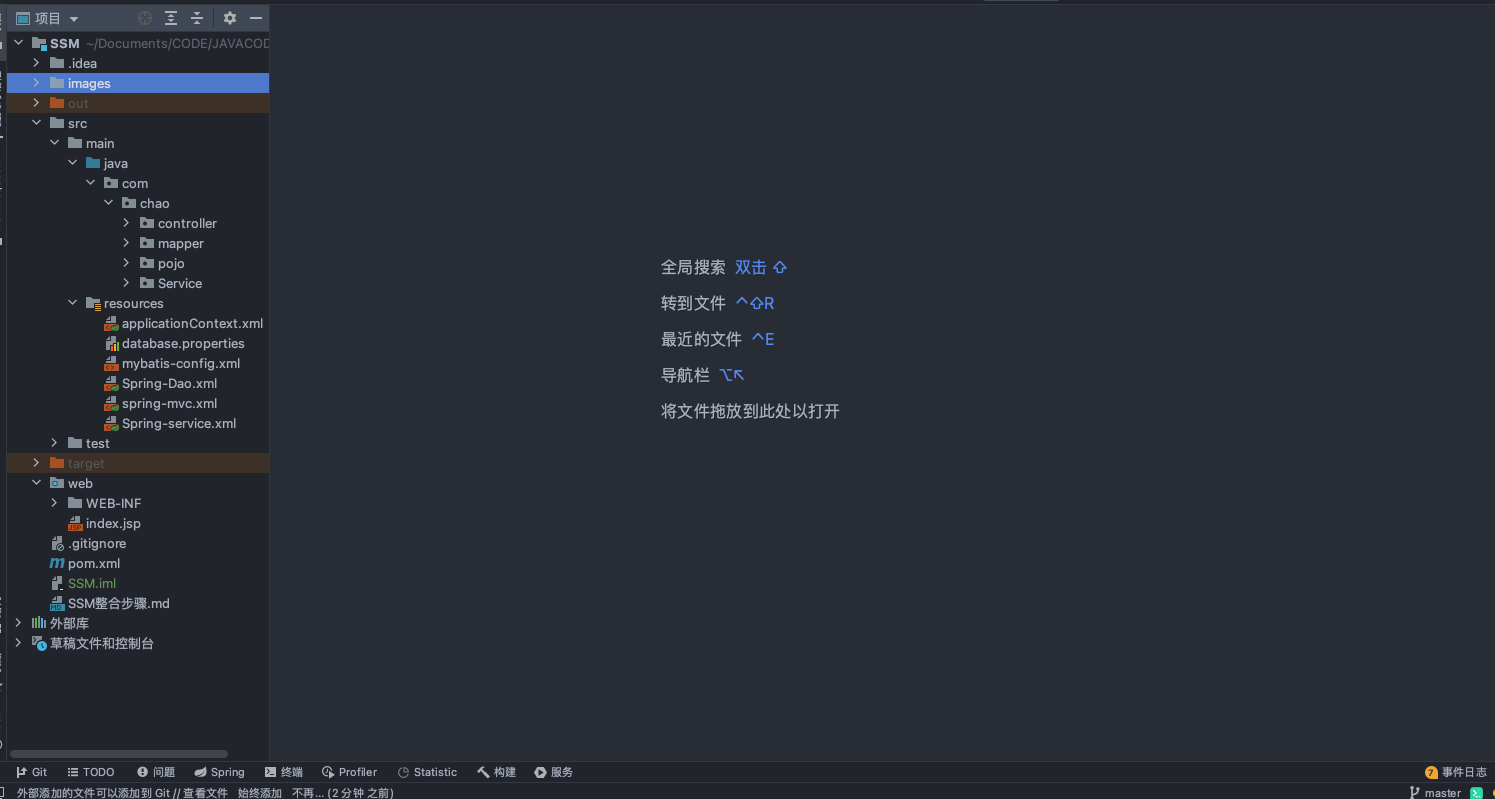 项目
SSM ~/Documents/CODE/JAVACOD
.idea
images
out
src
main
java
com
chao
controller
mapper
pojo
Service
resources
applicationContext.xml
database.properties
mybatis-config.xml
Spring-Dao.xml
spring-mvc.xml
Spring-service.xml
test
target
web
WEB-INF
index.jsp
.gitignore
pom.xml
SSM.iml
SSM整合步骤.md
外部库
草稿文件和控制台
全局搜索 双击 ⇧
转到文件 ^⇧R
最近的文件 ^E
导航栏 ⌥↖
将文件拖放到此处以打开
Git TODO 问题 Spring 终端 Profiler Statistic 构建 服务 7 事件日志
外部添加的文件可以添加到 Git // 查看文件 始终添加 不再... (2 分钟 之前) master